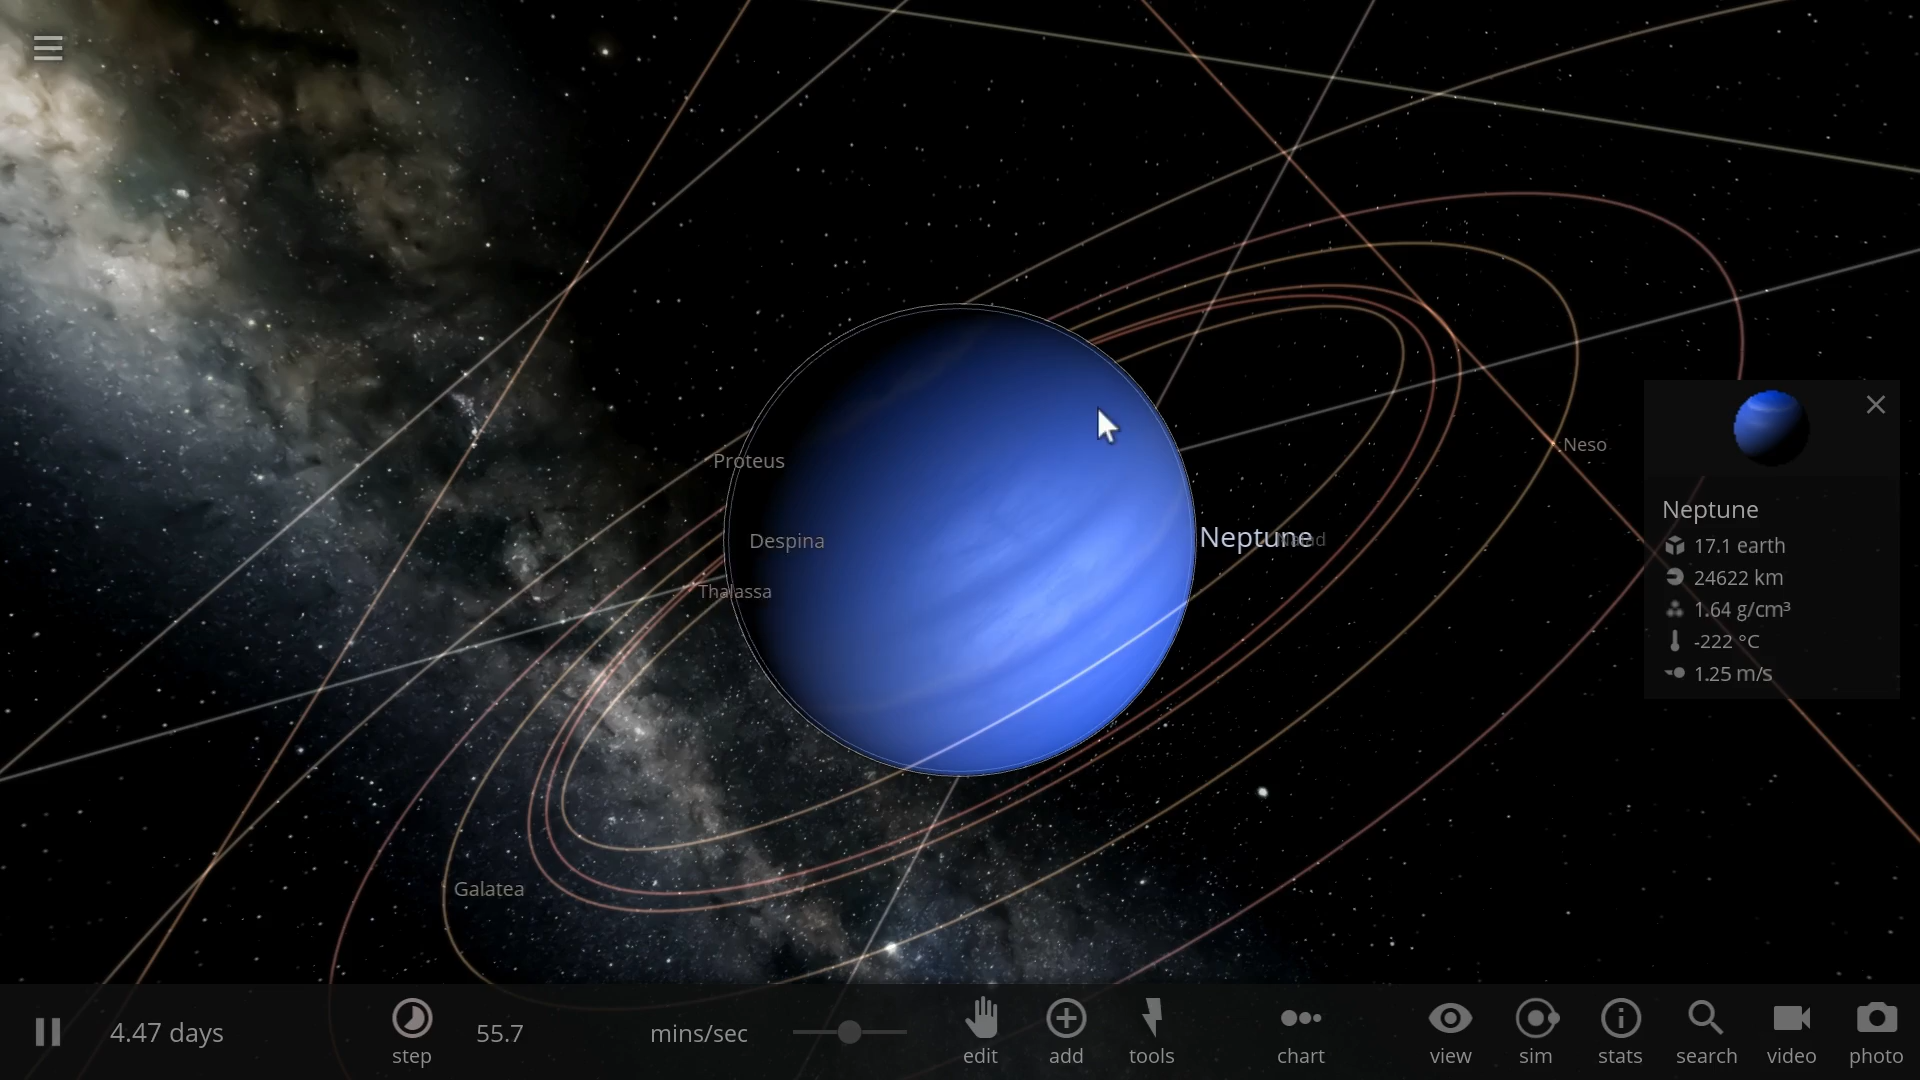 Proteus
Despina
Thalassa
Galatea
Neptune
Neso
Neptune
17.1 earth
24622 km
1.64 g/cm³
-222 °C
1.25 m/s
4.47 days
step
55.7
mins/sec
edit
add
tools
chart
view
sim
stats
search
video
photo